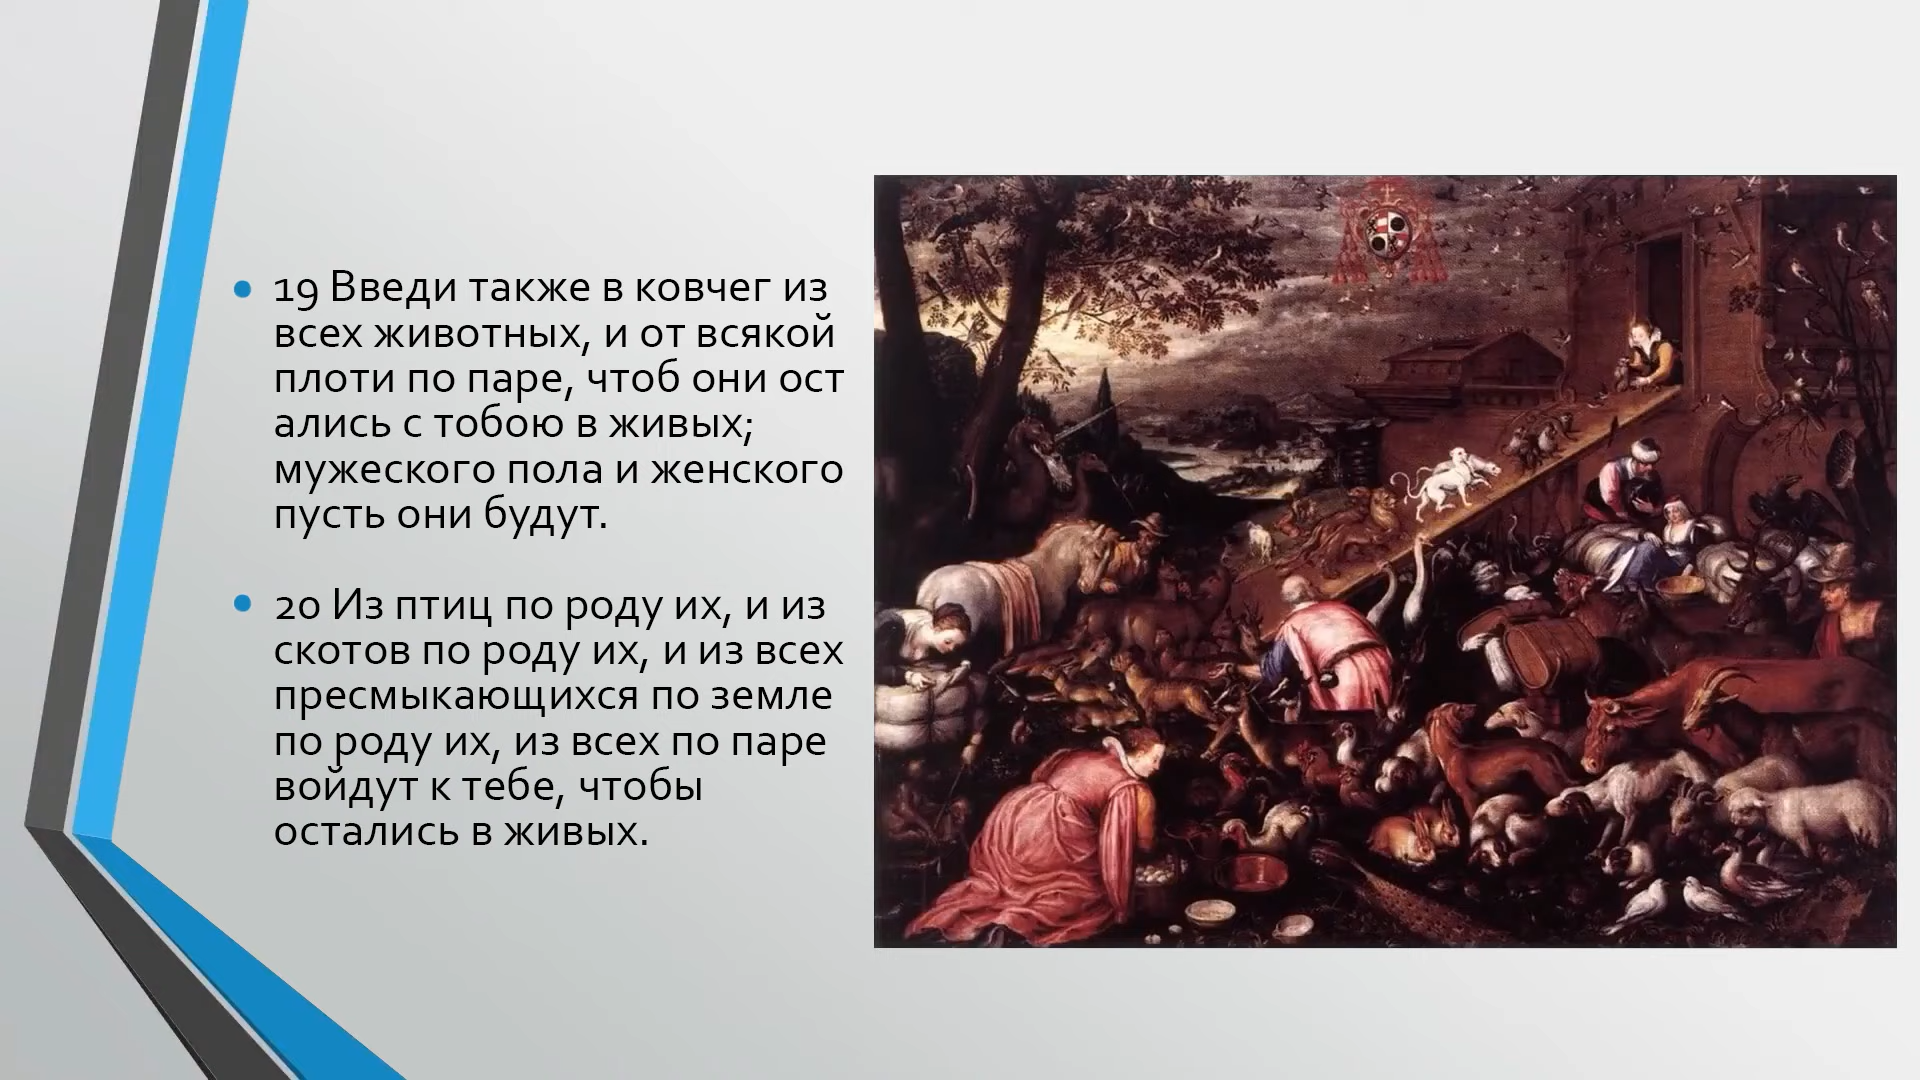 19 Введи также в ковчег из
всех животных, и от всякой
плоти по паре, чтоб они ост
ались с тобою в живых;
мужеского пола и женского
пусть они будут.
20 Из птиц по роду их, и из
скотов по роду их, и из всех
пресмыкающихся по земле
по роду их, из всех по паре
войдут к тебе, чтобы
остались в живых.